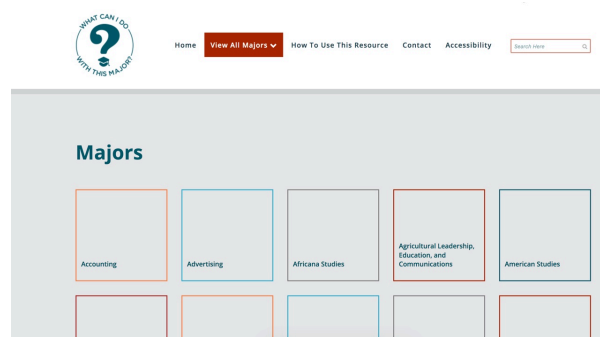 WHAT CAN I DO
WITH THIS MAJOR?
Home
View All Majors
How To Use This Resource
Contact
Accessibility
Search Here
Majors
Accounting
Advertising
Africana Studies
Agricultural Leadership,
Education, and
Communications
American Studies